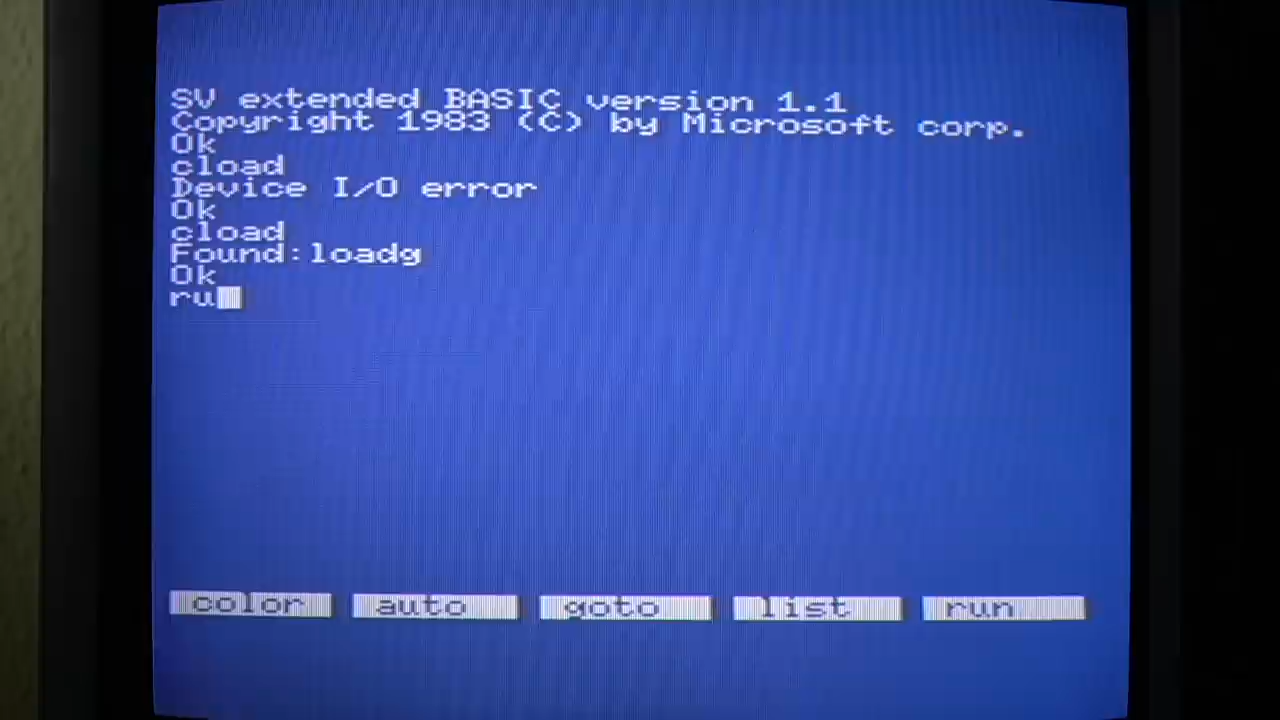 SV extended BASIC version 1.1
Copyright 1983 (C) by Microsoft corp.
Ok
cload
Device I/O error
Ok
cload
Found:loadg
Ok
ru
color auto goto list run